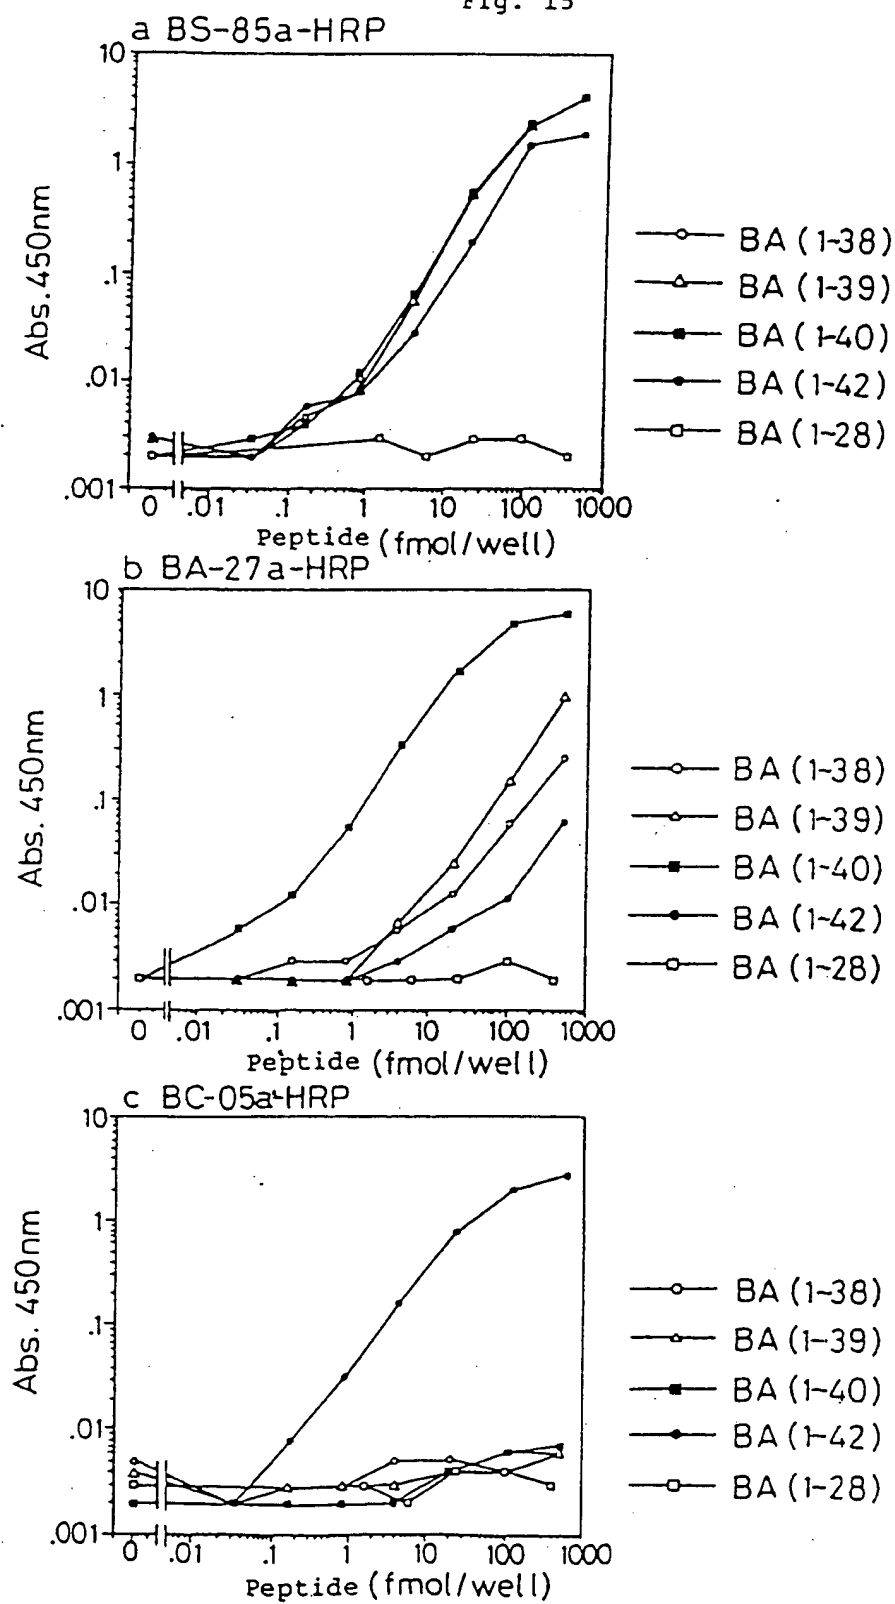 Fig. 15
a BS-85a-HRP
10
1
.1
.01
.001
Abs. 450nm
0 .01 .1 1 10 100 1000
Peptide (fmol/well)
BA (1~38)
BA (1~39)
BA (1~40)
BA (1~42)
BA (1~28)
b BA-27a-HRP
10
1
.1
.01
.001
Abs. 450nm
0 .01 .1 1 10 100 1000
Peptide (fmol/well)
BA (1~38)
BA (1~39)
BA (1~40)
BA (1~42)
BA (1~28)
c BC-05a-HRP
10
1
.1
.01
.001
Abs. 450nm
0 .01 .1 1 10 100 1000
Peptide (fmol/well)
BA (1~38)
BA (1~39)
BA (1~40)
BA (1~42)
BA (1~28)